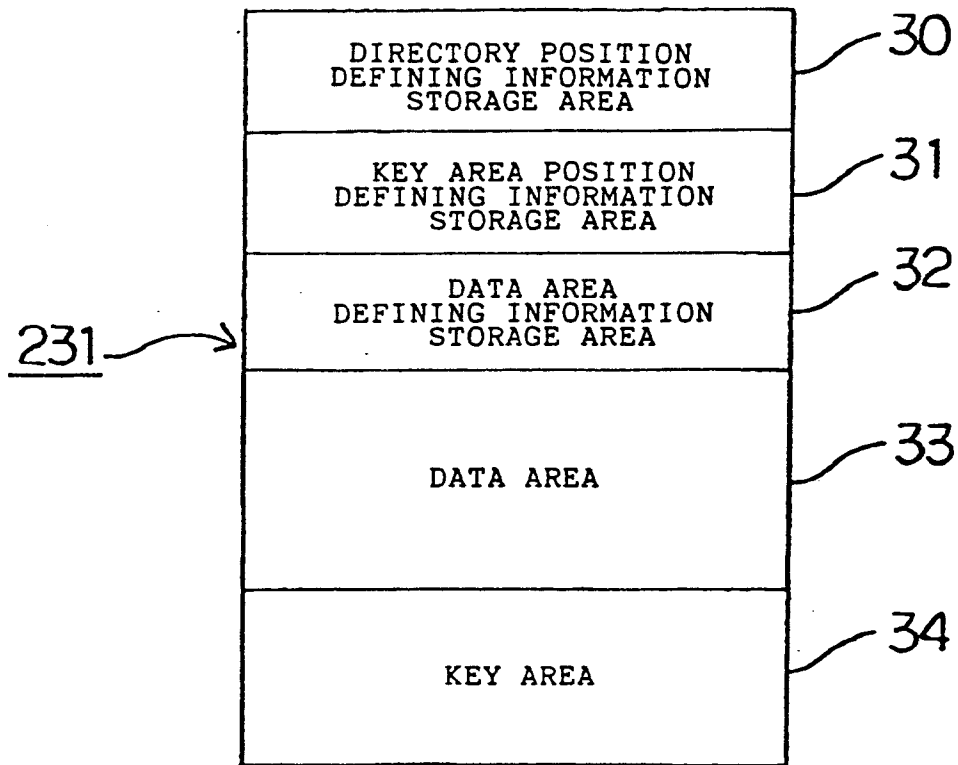 DIRECTORY POSITION
DEFINING INFORMATION
STORAGE AREA
30
KEY AREA POSITION
DEFINING INFORMATION
STORAGE AREA
31
DATA AREA
DEFINING INFORMATION
STORAGE AREA
32
231
DATA AREA
33
KEY AREA
34